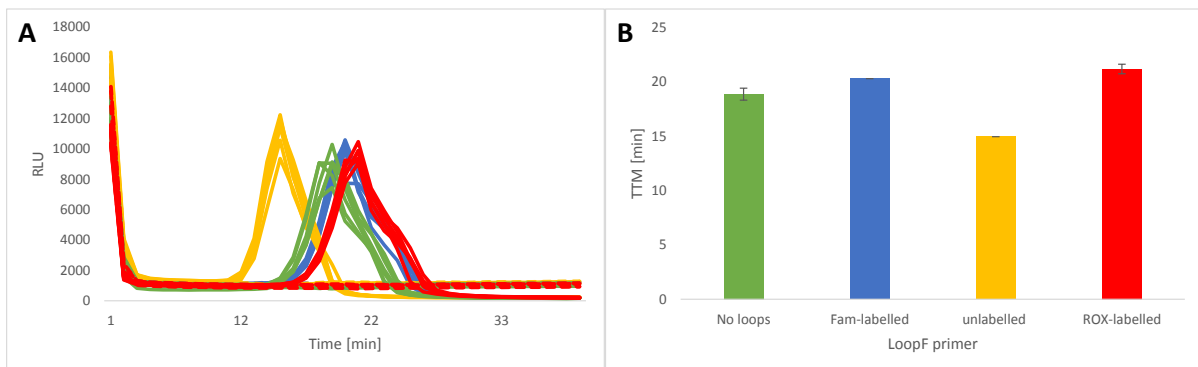 A
18000
16000
14000
12000
10000
8000
6000
4000
2000
0
RLU
1 12 22 33
Time [min]
B
25
20
15
10
5
0
TTM [min]
No loops Fam-labelled unlabelled ROX-labelled
LoopF primer